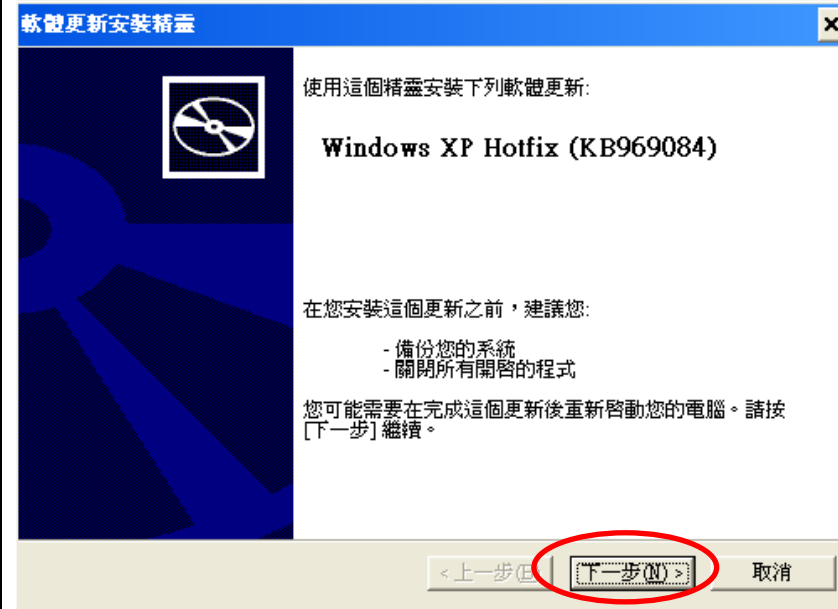 軟體更新安裝精靈
使用這個精靈安裝下列軟體更新:
Windows XP Hotfix (KB969084)
在您安裝這個更新之前，建議您:
- 備份您的系統
- 關閉所有開啟的程式
您可能需要在完成這個更新後重新啟動您的電腦。請按
[下一步] 繼續。
<上一步(B) 下一步(N) > 取消